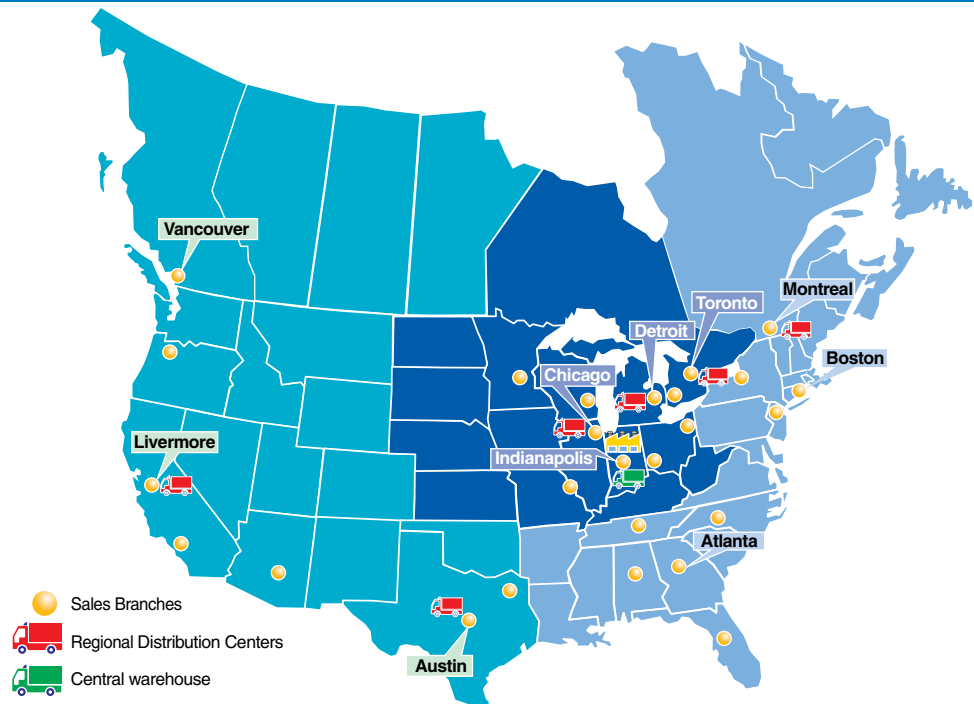 Vancouver
Montreal
Toronto
Detroit
Boston
Chicago
Livermore
Indianapolis
Atlanta
Sales Branches
Regional Distribution Centers
Austin
Central warehouse